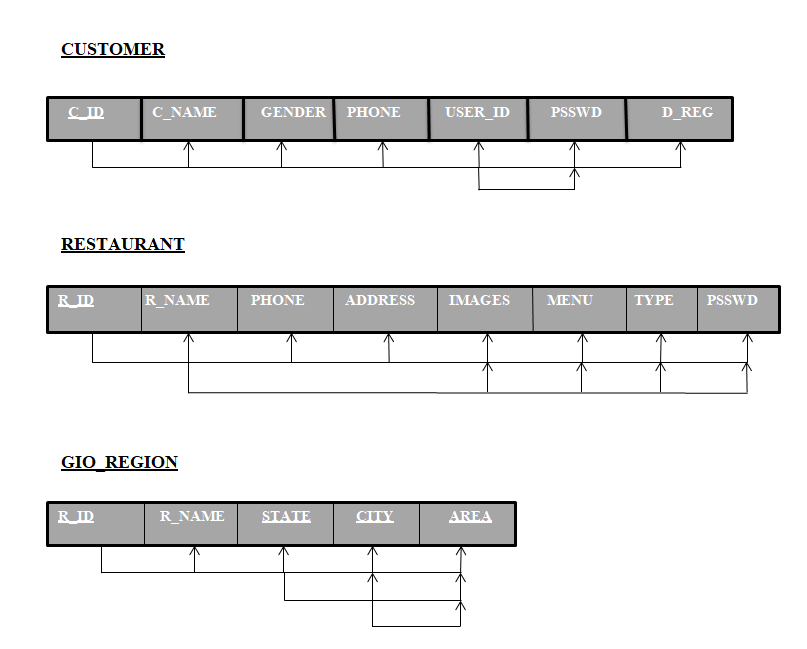 CUSTOMER
C_ID C_NAME GENDER PHONE USER_ID PSSWD D_REG
RESTAURANT
R_ID R_NAME PHONE ADDRESS IMAGES MENU TYPE PSSWD
GIO_REGION
R_ID R_NAME STATE CITY AREA